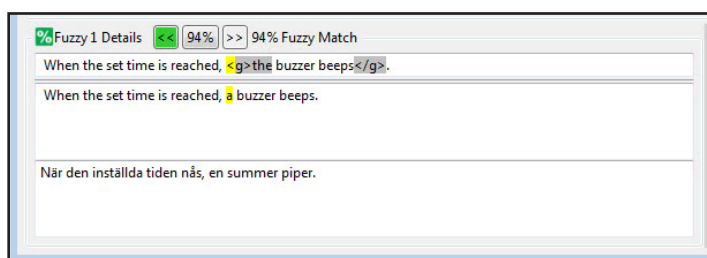 % Fuzzy 1 Details << 94% >> 94% Fuzzy Match
When the set time is reached, <g>the buzzer beeps</g>.
When the set time is reached, a buzzer beeps.
När den inställda tiden nås, en summer piper.